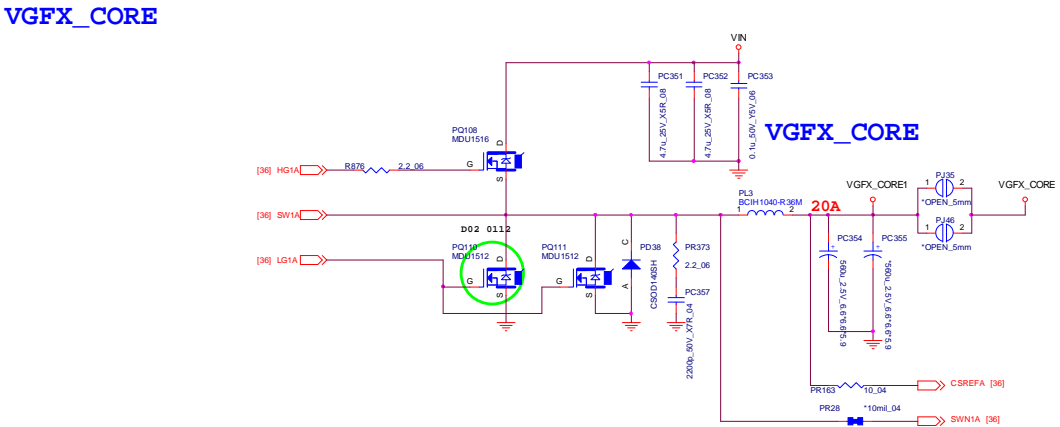 VGFX_CORE
VIN
PC351
PC352
PC353
4.7u_25V_X5R_08
4.7u_25V_X5R_08
0.1u_50V_Y5V_06
VGFX_CORE
PQ108
MDU1516
D
G
S
[36] HG1A
R876
2.2_06
PL3
BCIH1040-R36M
1
2
20A
VGFX_CORE1
PJ35
1
2
*OPEN_5mm
VGFX_CORE
[36] SW1A
PJ46
1
2
*OPEN_5mm
D02 0112
PQ110
MDU1512
D
G
S
PQ111
MDU1512
D
G
S
[36] LG1A
C
PD38
A
CSOD140SH
PR373
2.2_06
PC357
2200p_50V_X7R_04
PC354
+
560u_2.5V_6.6*6.6*5.9
PC355
+
*560u_2.5V_6.6*6.6*5.9
PR163
10_04
CSREFA [36]
PR28
*10mil_04
SWN1A [36]